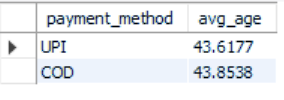 payment_method avg_age
UPI 43.6177
COD 43.8538